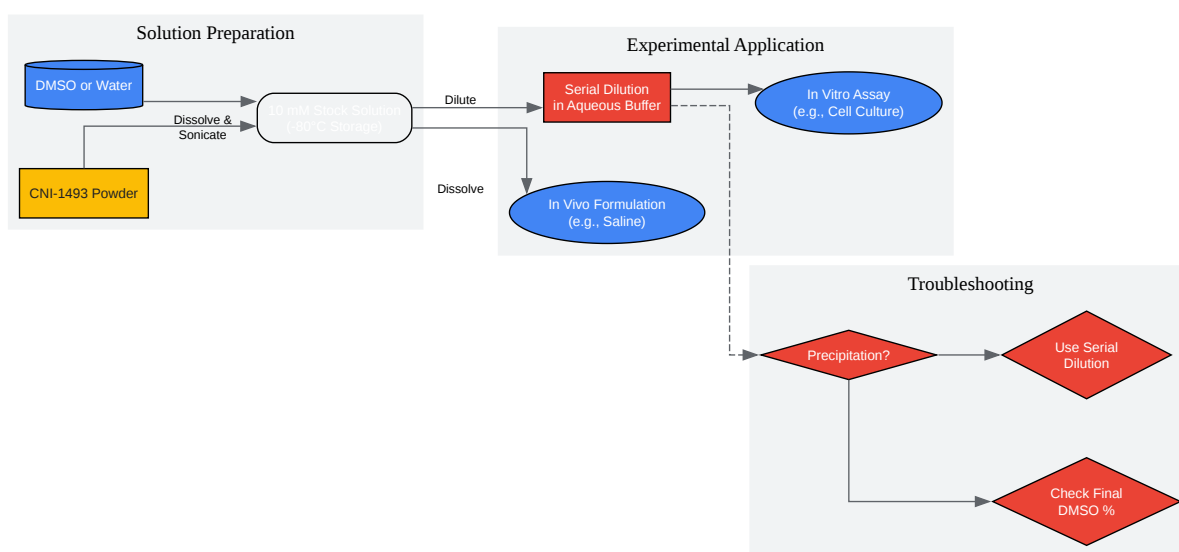 Solution Preparation
DMSO or Water
Dissolve &
Sonicate
CNI-1493 Powder
10 mM Stock Solution
(-80°C Storage)
Dilute
Dissolve
Experimental Application
Serial Dilution
in Aqueous Buffer
In Vitro Assay
(e.g., Cell Culture)
In Vivo Formulation
(e.g., Saline)
Troubleshooting
Precipitation?
Use Serial
Dilution
Check Final
DMSO %